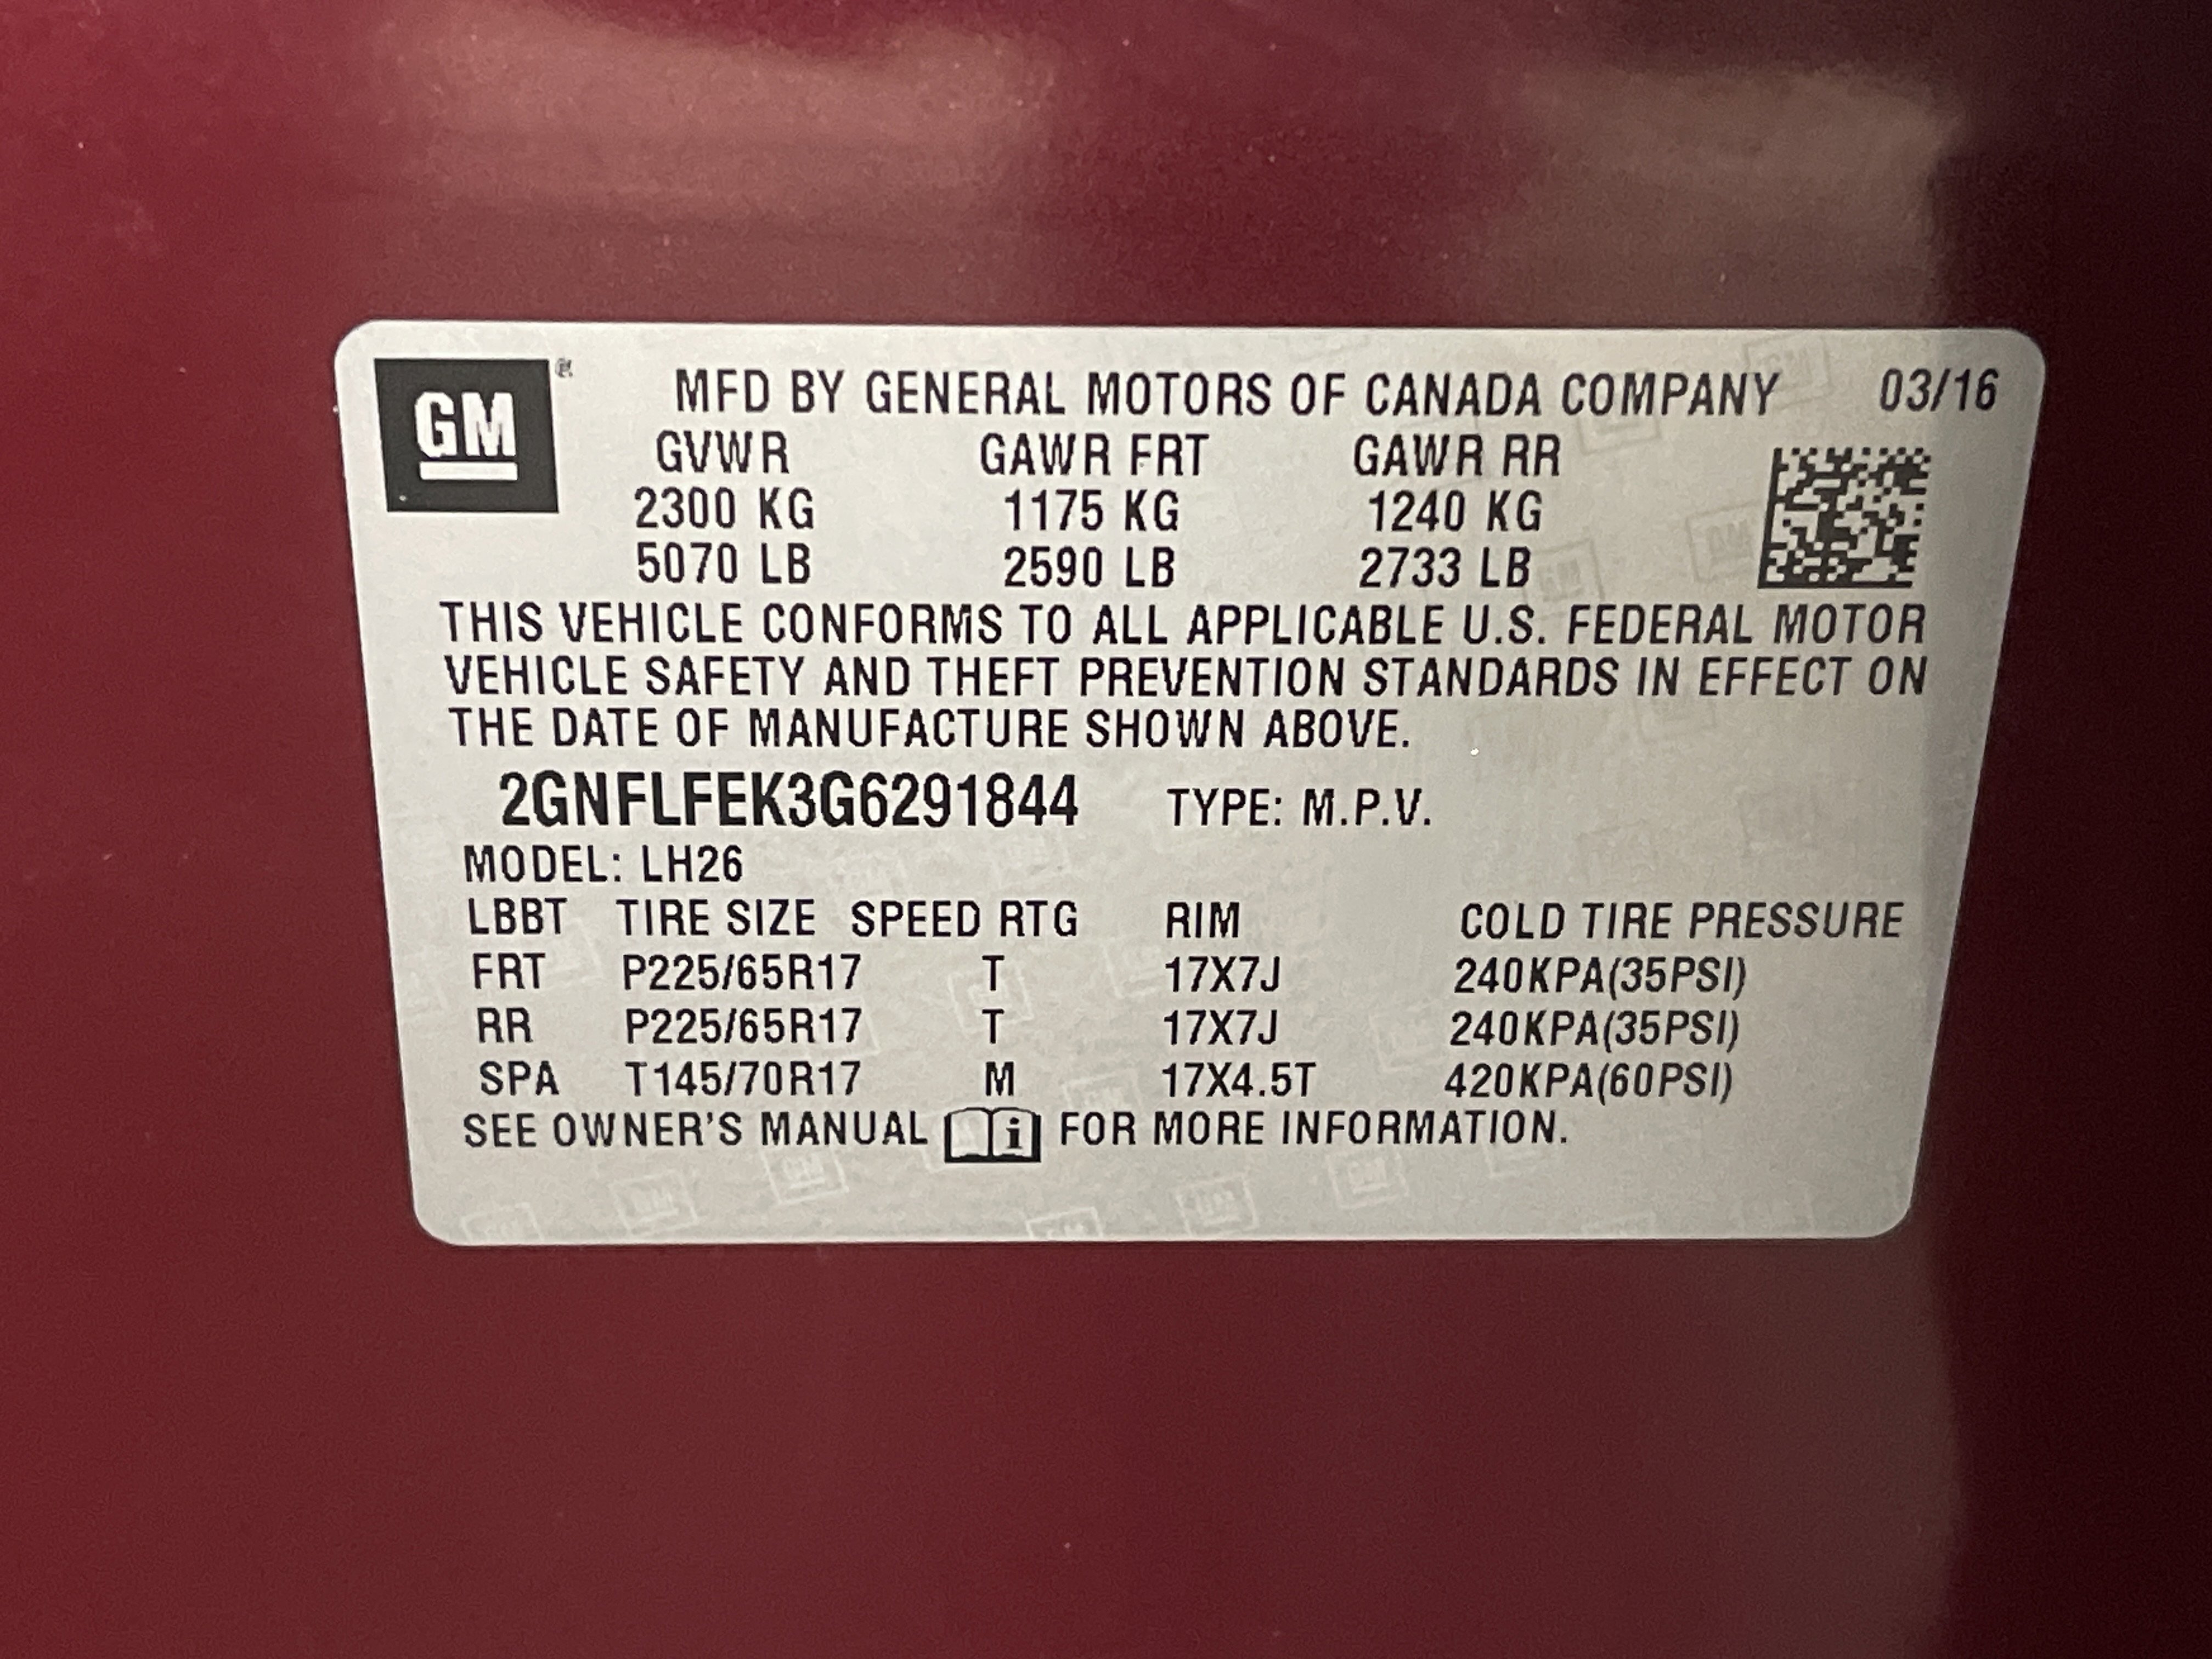 GM ® MFD BY GENERAL MOTORS OF CANADA COMPANY 03/16
GVWR GAWR FRT GAWR RR
2300 KG 1175 KG 1240 KG
5070 LB 2590 LB 2733 LB
THIS VEHICLE CONFORMS TO ALL APPLICABLE U.S. FEDERAL MOTOR
VEHICLE SAFETY AND THEFT PREVENTION STANDARDS IN EFFECT ON
THE DATE OF MANUFACTURE SHOWN ABOVE.
2GNFLFEK3G6291844 TYPE: M.P.V.
MODEL: LH26
LBBT TIRE SIZE SPEED RTG RIM COLD TIRE PRESSURE
FRT P225/65R17 T 17X7J 240KPA(35PSI)
RR P225/65R17 T 17X7J 240KPA(35PSI)
SPA T145/70R17 M 17X4.5T 420KPA(60PSI)
SEE OWNER'S MANUAL i FOR MORE INFORMATION.